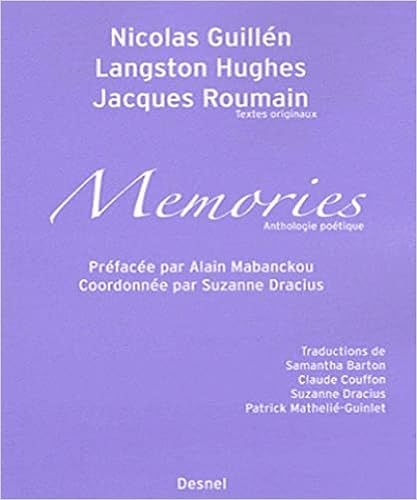 Nicolas Guillén
Langston Hughes
Jacques Roumain
Textes originaux
Memories
Anthologie poétique
Préfacée par Alain Mabanckou
Coordonnée par Suzanne Dracius
Traductions de
Samantha Barton
Claude Couffon
Suzanne Dracius
Patrick Mathelié-Guinlet
Desnel